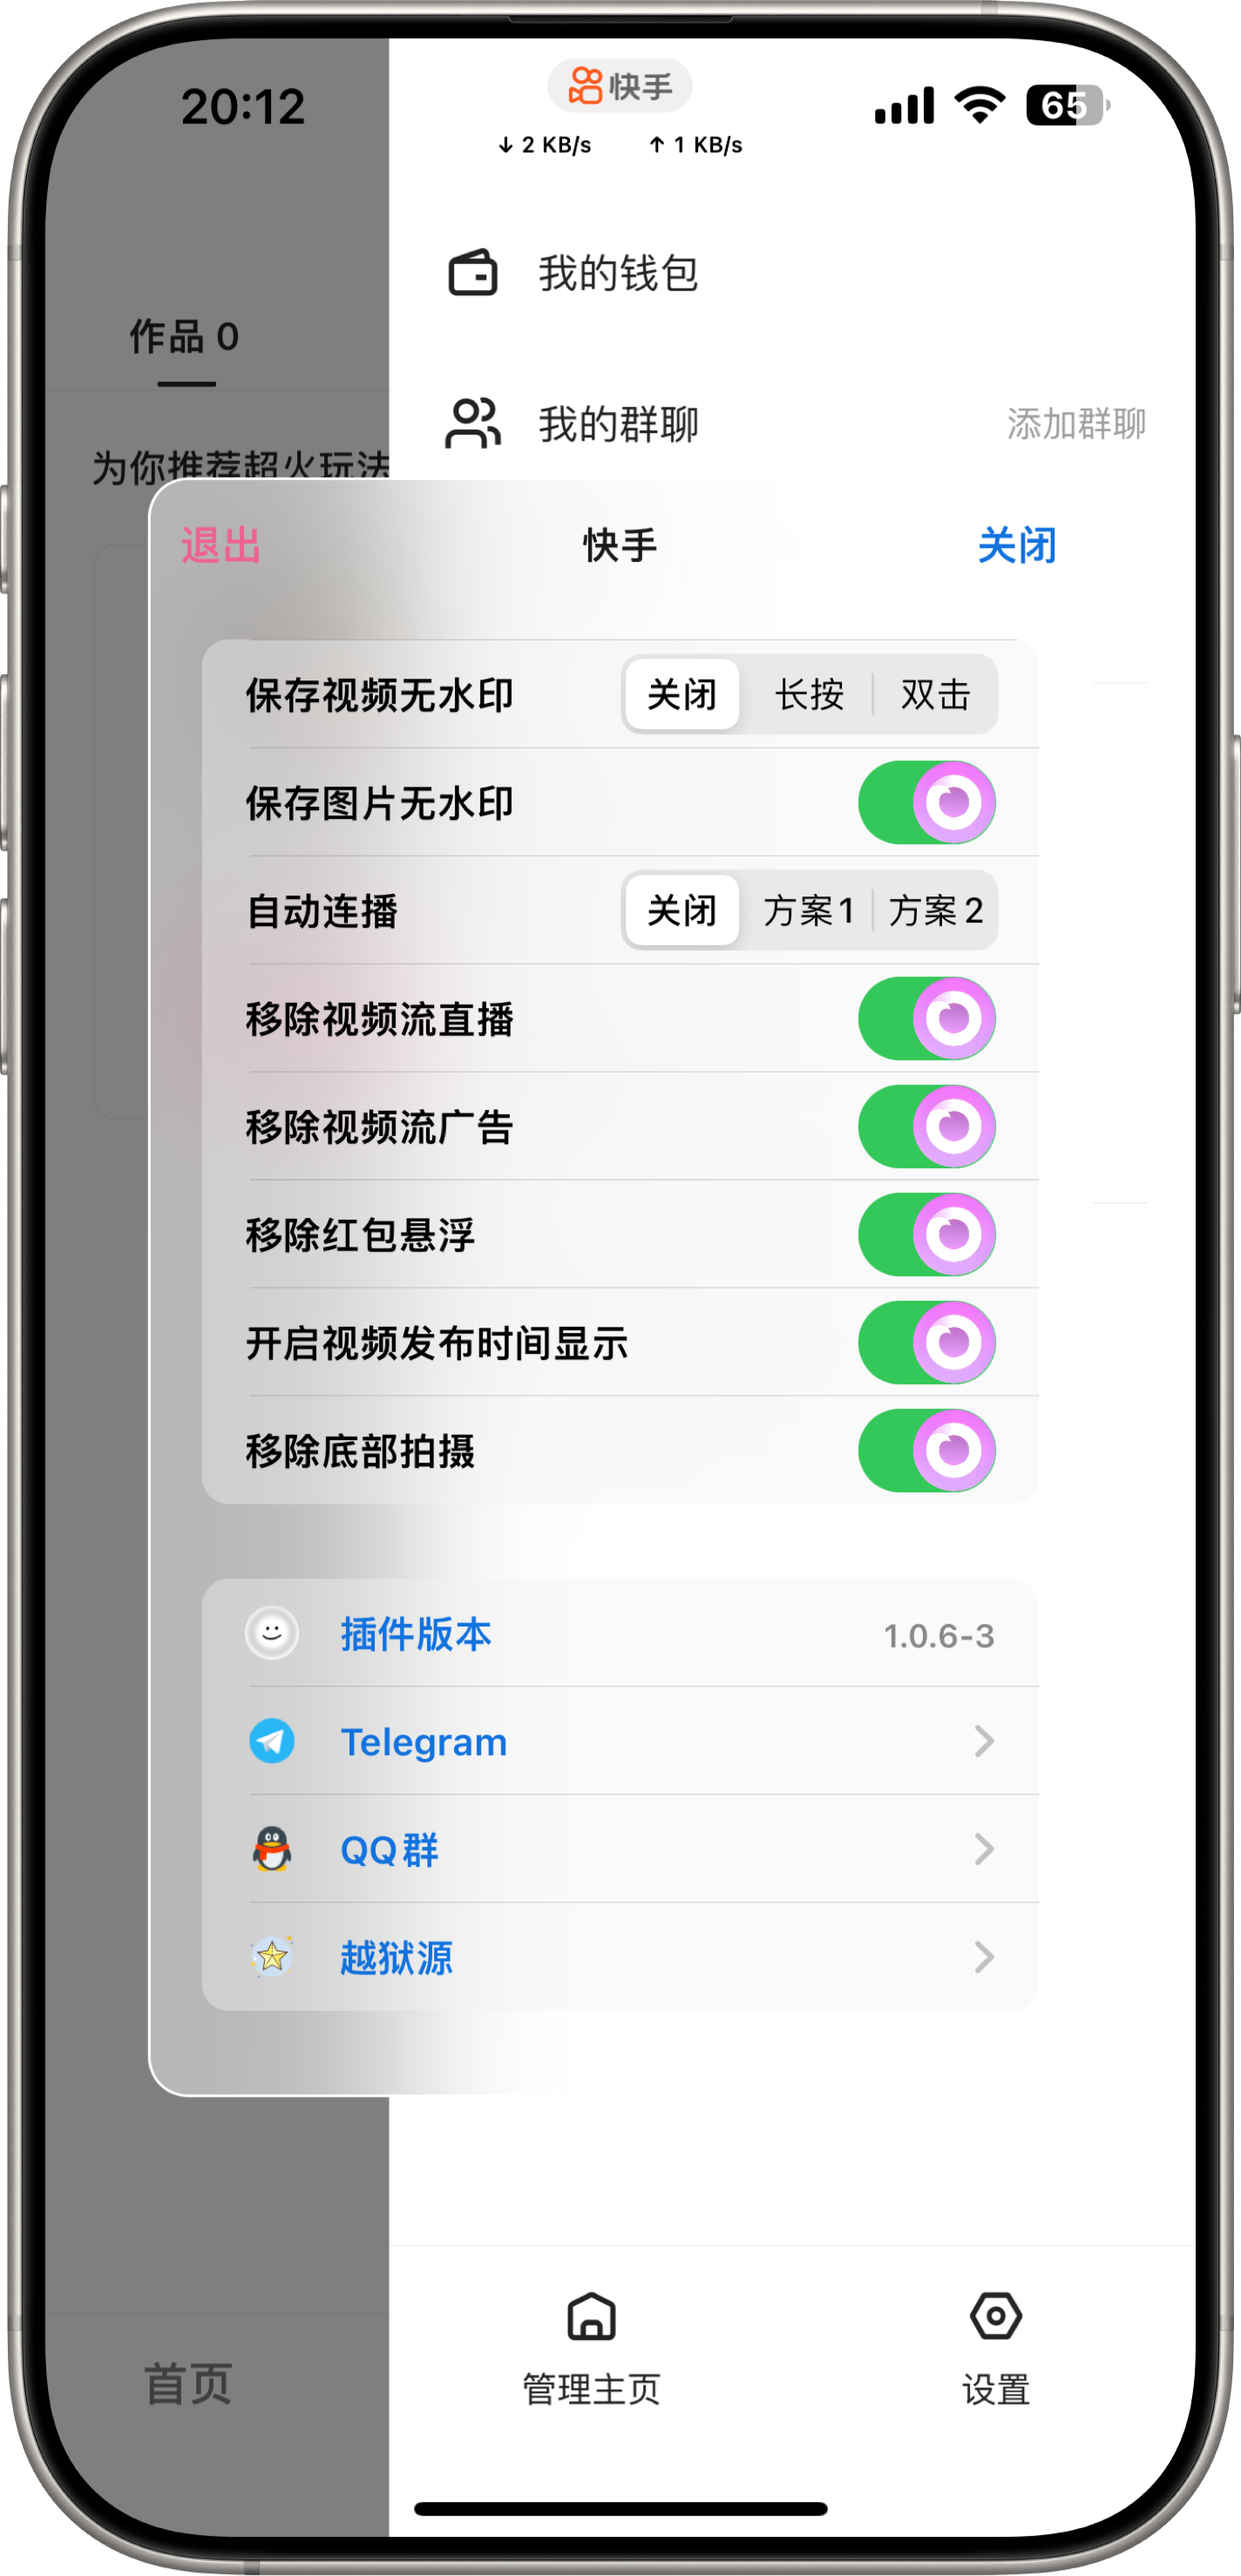 20:12
快手
65
↓ 2 KB/s ↑ 1 KB/s
我的钱包
作品 0
我的群聊 添加群聊
为你推荐超火玩法
退出 快手 关闭
保存视频无水印 关闭 长按 双击
保存图片无水印
自动连播 关闭 方案1 方案2
移除视频流直播
移除视频流广告
移除红包悬浮
开启视频发布时间显示
移除底部拍摄
插件版本 1.0.6-3
Telegram
QQ群
越狱源
首页
管理主页 设置